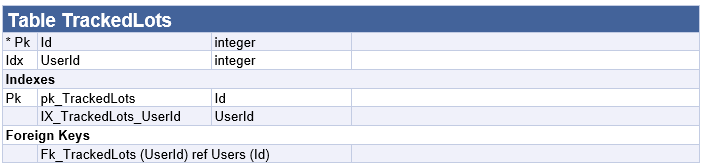 Table TrackedLots
* Pk Id integer
Idx UserId integer
Indexes
Pk pk_TrackedLots Id
IX_TrackedLots_UserId UserId
Foreign Keys
Fk_TrackedLots (UserId) ref Users (Id)